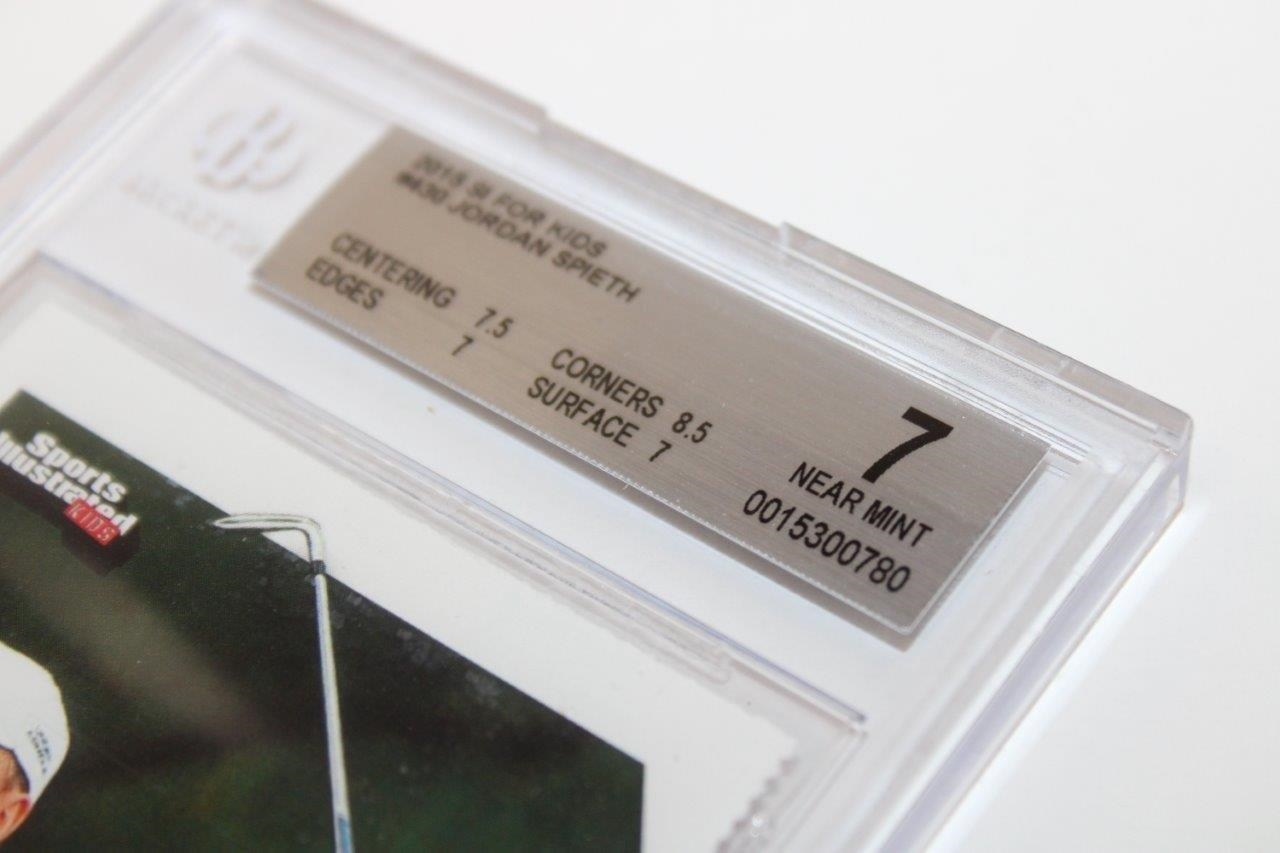 BECKETT
2015 SI FOR KIDS
#430 JORDAN SPIETH
CENTERING 7.5 CORNERS 8.5
EDGES 7 SURFACE 7
7
NEAR MINT
0015300780
Sports
Illustrated
KIDS